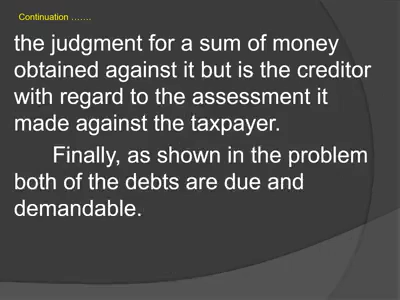 Continuation …….
the judgment for a sum of money
obtained against it but is the creditor
with regard to the assessment it
made against the taxpayer.
Finally, as shown in the problem
both of the debts are due and
demandable.